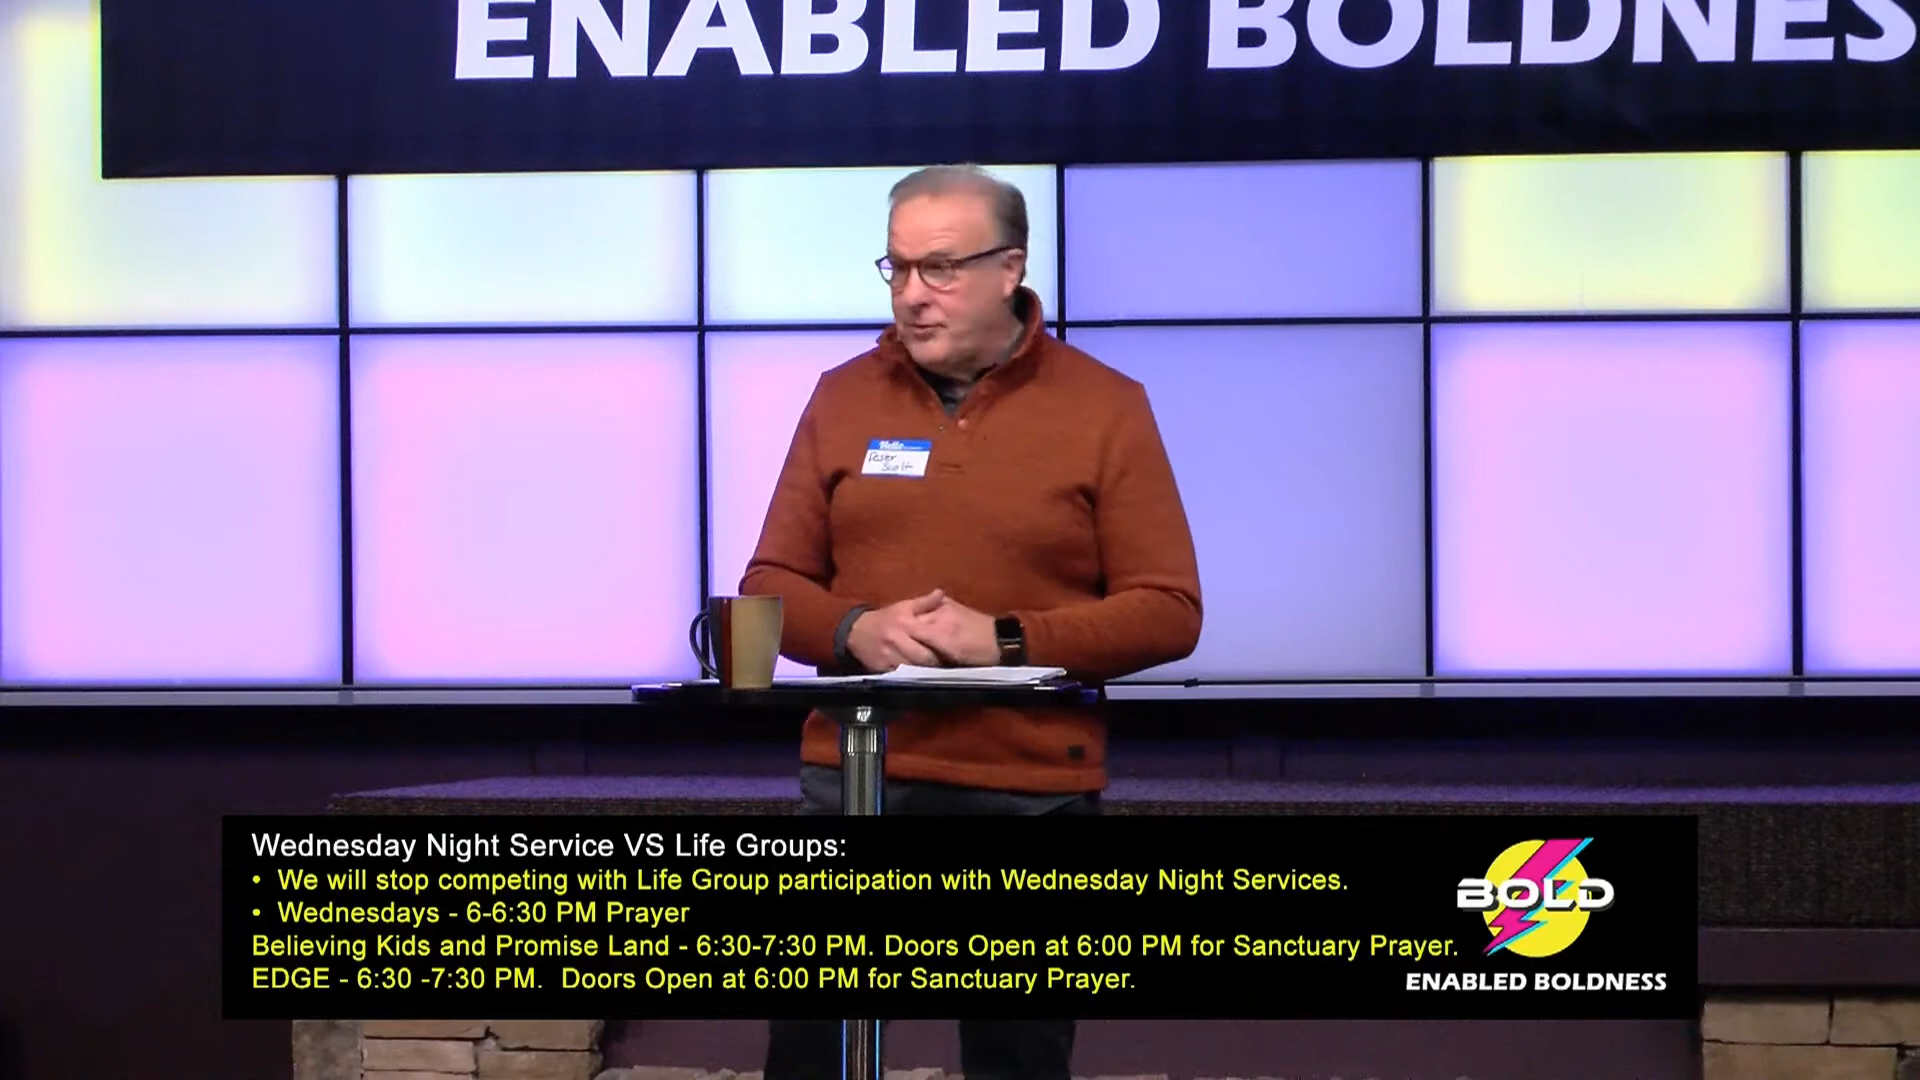 ENABLED BOLDNES
Hello
Scott
Wednesday Night Service VS Life Groups:
• We will stop competing with Life Group participation with Wednesday Night Services.
• Wednesdays - 6-6:30 PM Prayer
Believing Kids and Promise Land - 6:30-7:30 PM. Doors Open at 6:00 PM for Sanctuary Prayer.
EDGE - 6:30 -7:30 PM.  Doors Open at 6:00 PM for Sanctuary Prayer.
BOLD
ENABLED BOLDNESS